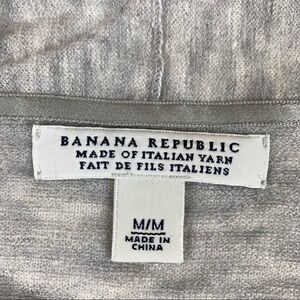 BANANA REPUBLIC
MADE OF ITALIAN YARN
FAIT DE FILS ITALIENS
M/M
MADE IN
CHINA